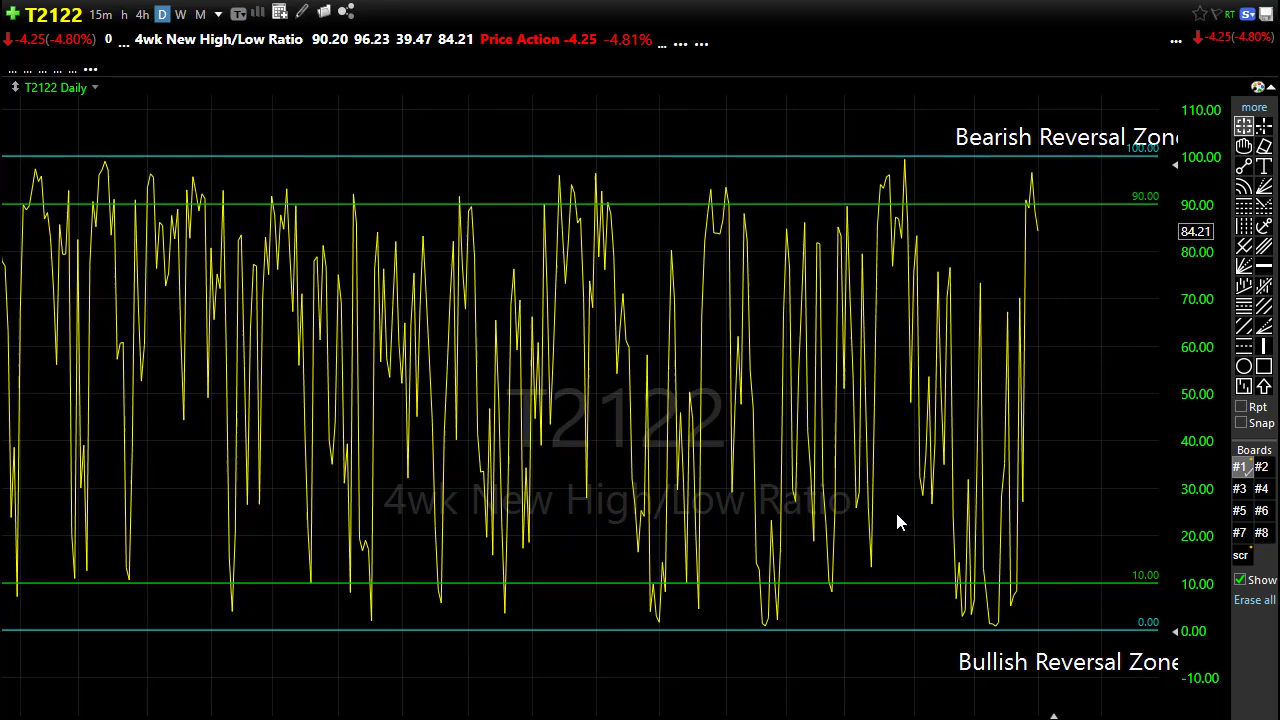 T2122 15m h 4h D W M
RT
-4.25(-4.80%) 0 ... 4wk New High/Low Ratio 90.20 96.23 39.47 84.21 Price Action -4.25 -4.81% ... ... ...
... -4.25(-4.80%)
... ... ... ... ... ...
T2122 Daily
more
110.00
Bearish Reversal Zone
100.00
100.00
90.00
90.00
84.21
80.00
70.00
60.00
50.00
40.00
30.00
20.00
10.00
10.00
0.00
0.00
-10.00
T2122
4wk New High/Low Ratio
Bullish Reversal Zone
Rpt
Snap
Boards
#1 #2
#3 #4
#5 #6
#7 #8
scr
Show
Erase all